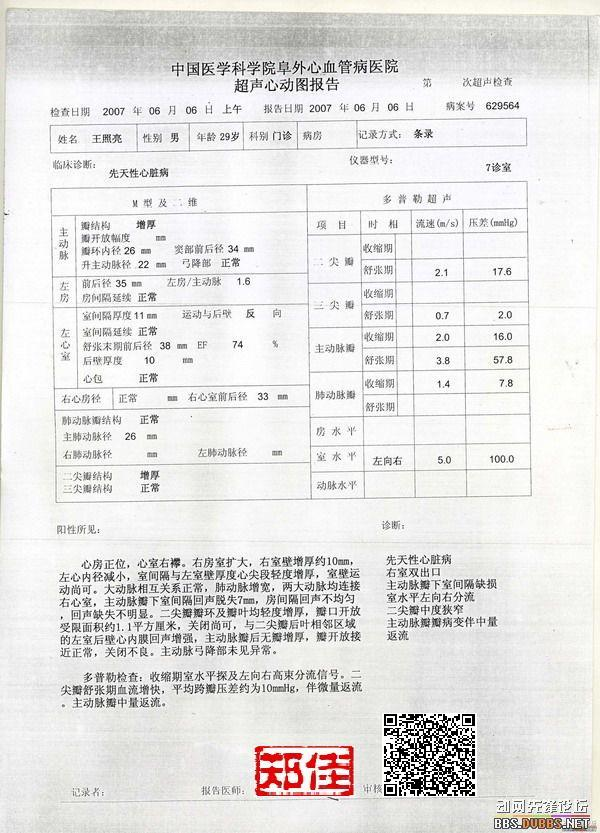 中国医学科学院阜外心血管病医院
超声心动图报告 第 次超声检查
检查日期 2007 年 06 月 06 日 上午 报告日期 2007 年 06 月 06 日 病案号 629564
姓名 王照亮 性别 男 年龄 29岁 科别 门诊 病房 记录方式: 条录
临床诊断: 先天性心脏病 仪器型号: 7诊室
M型及二维
主动脉
瓣结构 增厚
瓣开放幅度 mm
瓣环内径 26 mm 窦部前后径 34 mm
升主动脉径 22 mm 弓降部 正常
左房
前后径 35 mm 左房/主动脉 1.6
房间隔延续 正常
左心室
室间隔厚度 11 mm 运动与后壁 反 向
室间隔延续 正常
舒张末期前后径 38 mm EF 74 %
后壁厚度 10 mm
心包 正常
右心房径 正常 mm 右心室前后径 33 mm
肺动脉瓣结构 正常
主肺动脉径 26 mm
右肺动脉径 mm 左肺动脉径 mm
二尖瓣结构 增厚
三尖瓣结构 正常
多普勒超声
项目 时相 流速(m/s) 压差(mmHg)
二尖瓣 收缩期
舒张期 2.1 17.6
三尖瓣 收缩期
舒张期 0.7 2.0
主动脉瓣 收缩期 2.0 16.0
舒张期 3.8 57.8
肺动脉瓣 收缩期 1.4 7.8
舒张期
房水平
室水平 左向右 5.0 100.0
动脉水平
阳性所见:
心房正位，心室右襻。右房室扩大，右室壁增厚约10mm，
左心内径减小，室间隔与左室壁厚度心尖段轻度增厚，室壁运
动尚可。大动脉相互关系正常，肺动脉增宽，两大动脉均连接
右心室，主动脉瓣下室间隔回声脱失7mm，房间隔回声不均匀
，回声缺失不明显。二尖瓣瓣环及瓣叶均轻度增厚，瓣口开放
受限面积约1.1平方厘米，关闭尚可，与二尖瓣后叶相邻区域
的左室后壁心内膜回声增强，主动脉瓣后无瓣增厚，瓣开放接
近正常，关闭不良。主动脉弓降部未见异常。
多普勒检查：收缩期室水平探及左向右高束分流信号。二
尖瓣舒张期血流增快，平均跨瓣压差约为10mmHg，伴微量返流
。主动脉瓣中量返流。
诊断:
先天性心脏病
右室双出口
主动脉瓣下室间隔缺损
室水平左向右分流
二尖瓣中度狭窄
主动脉瓣瓣病变伴中量
返流
记录者: 报告医师: 郑佳 审核
BBS.DUBBS.NET